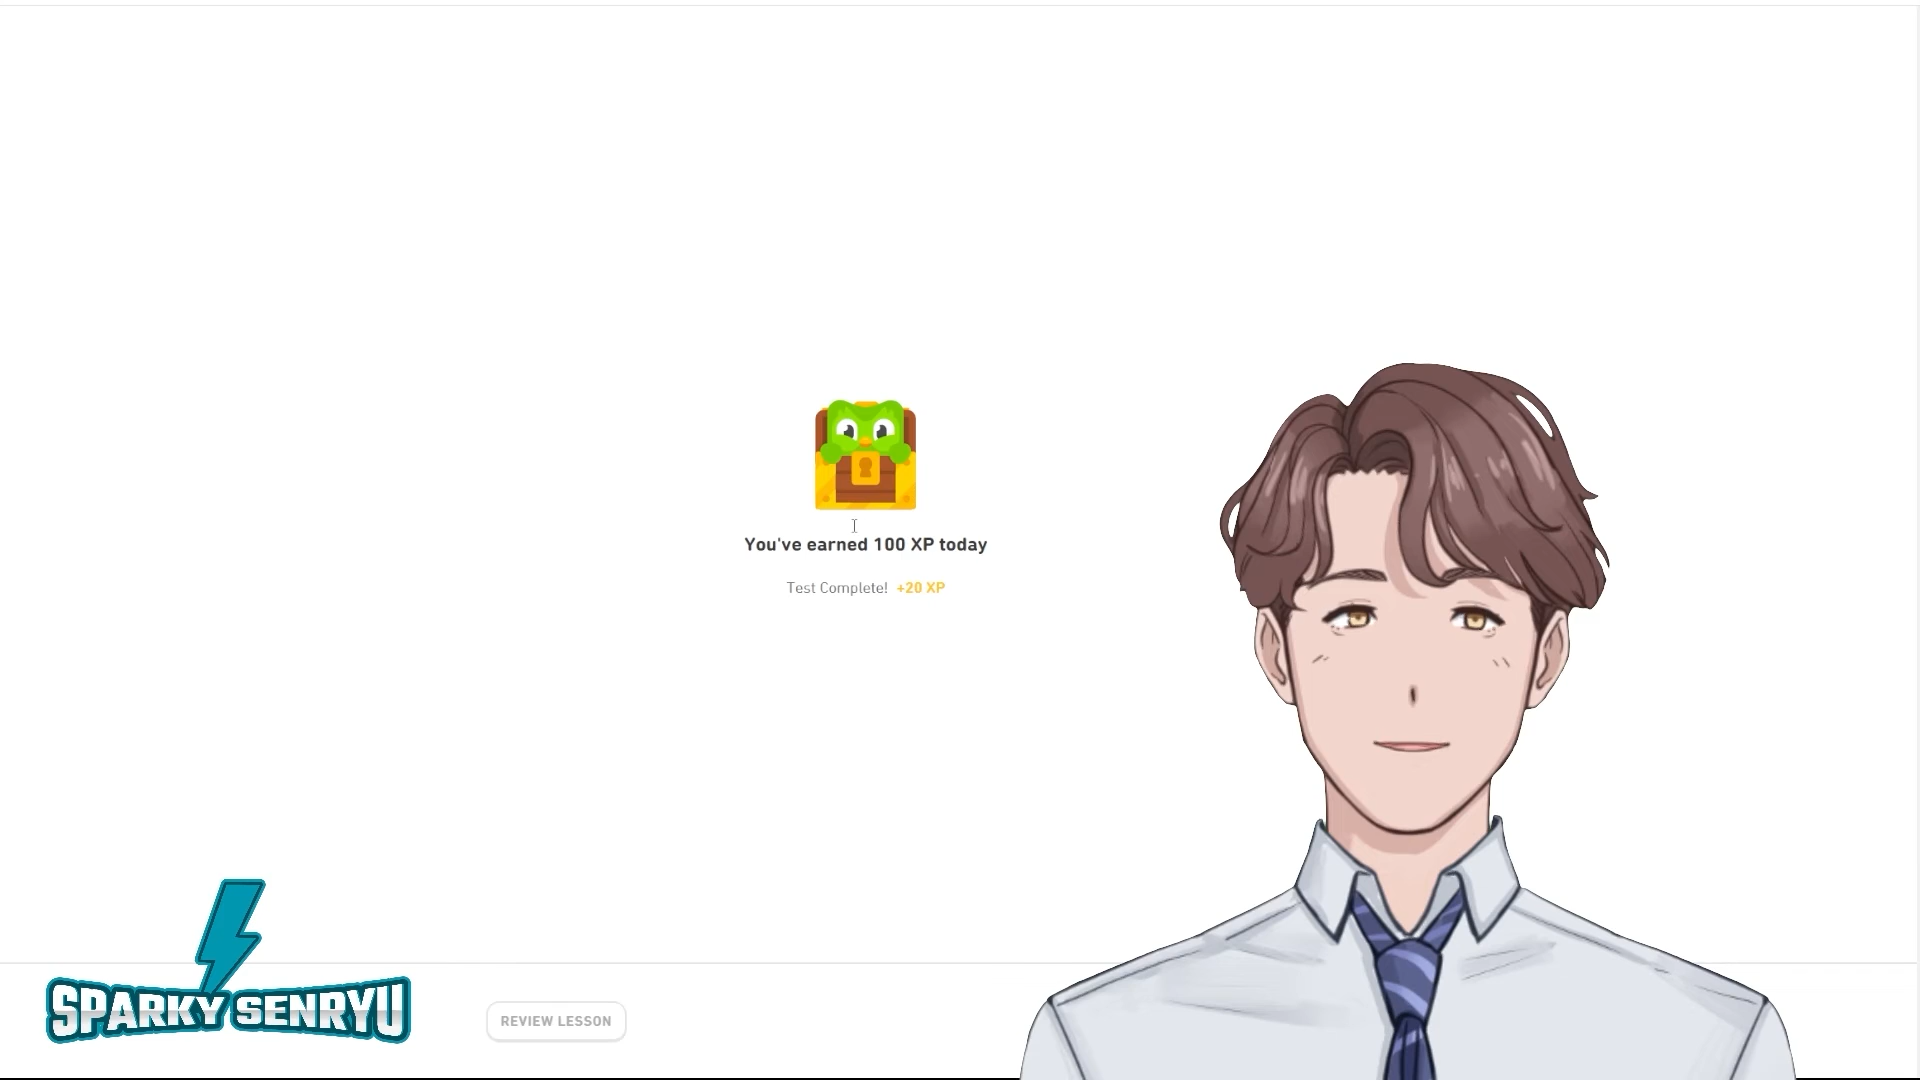 You've earned 100 XP today
Test Complete! +20 XP
SPARKY SENRYU
REVIEW LESSON